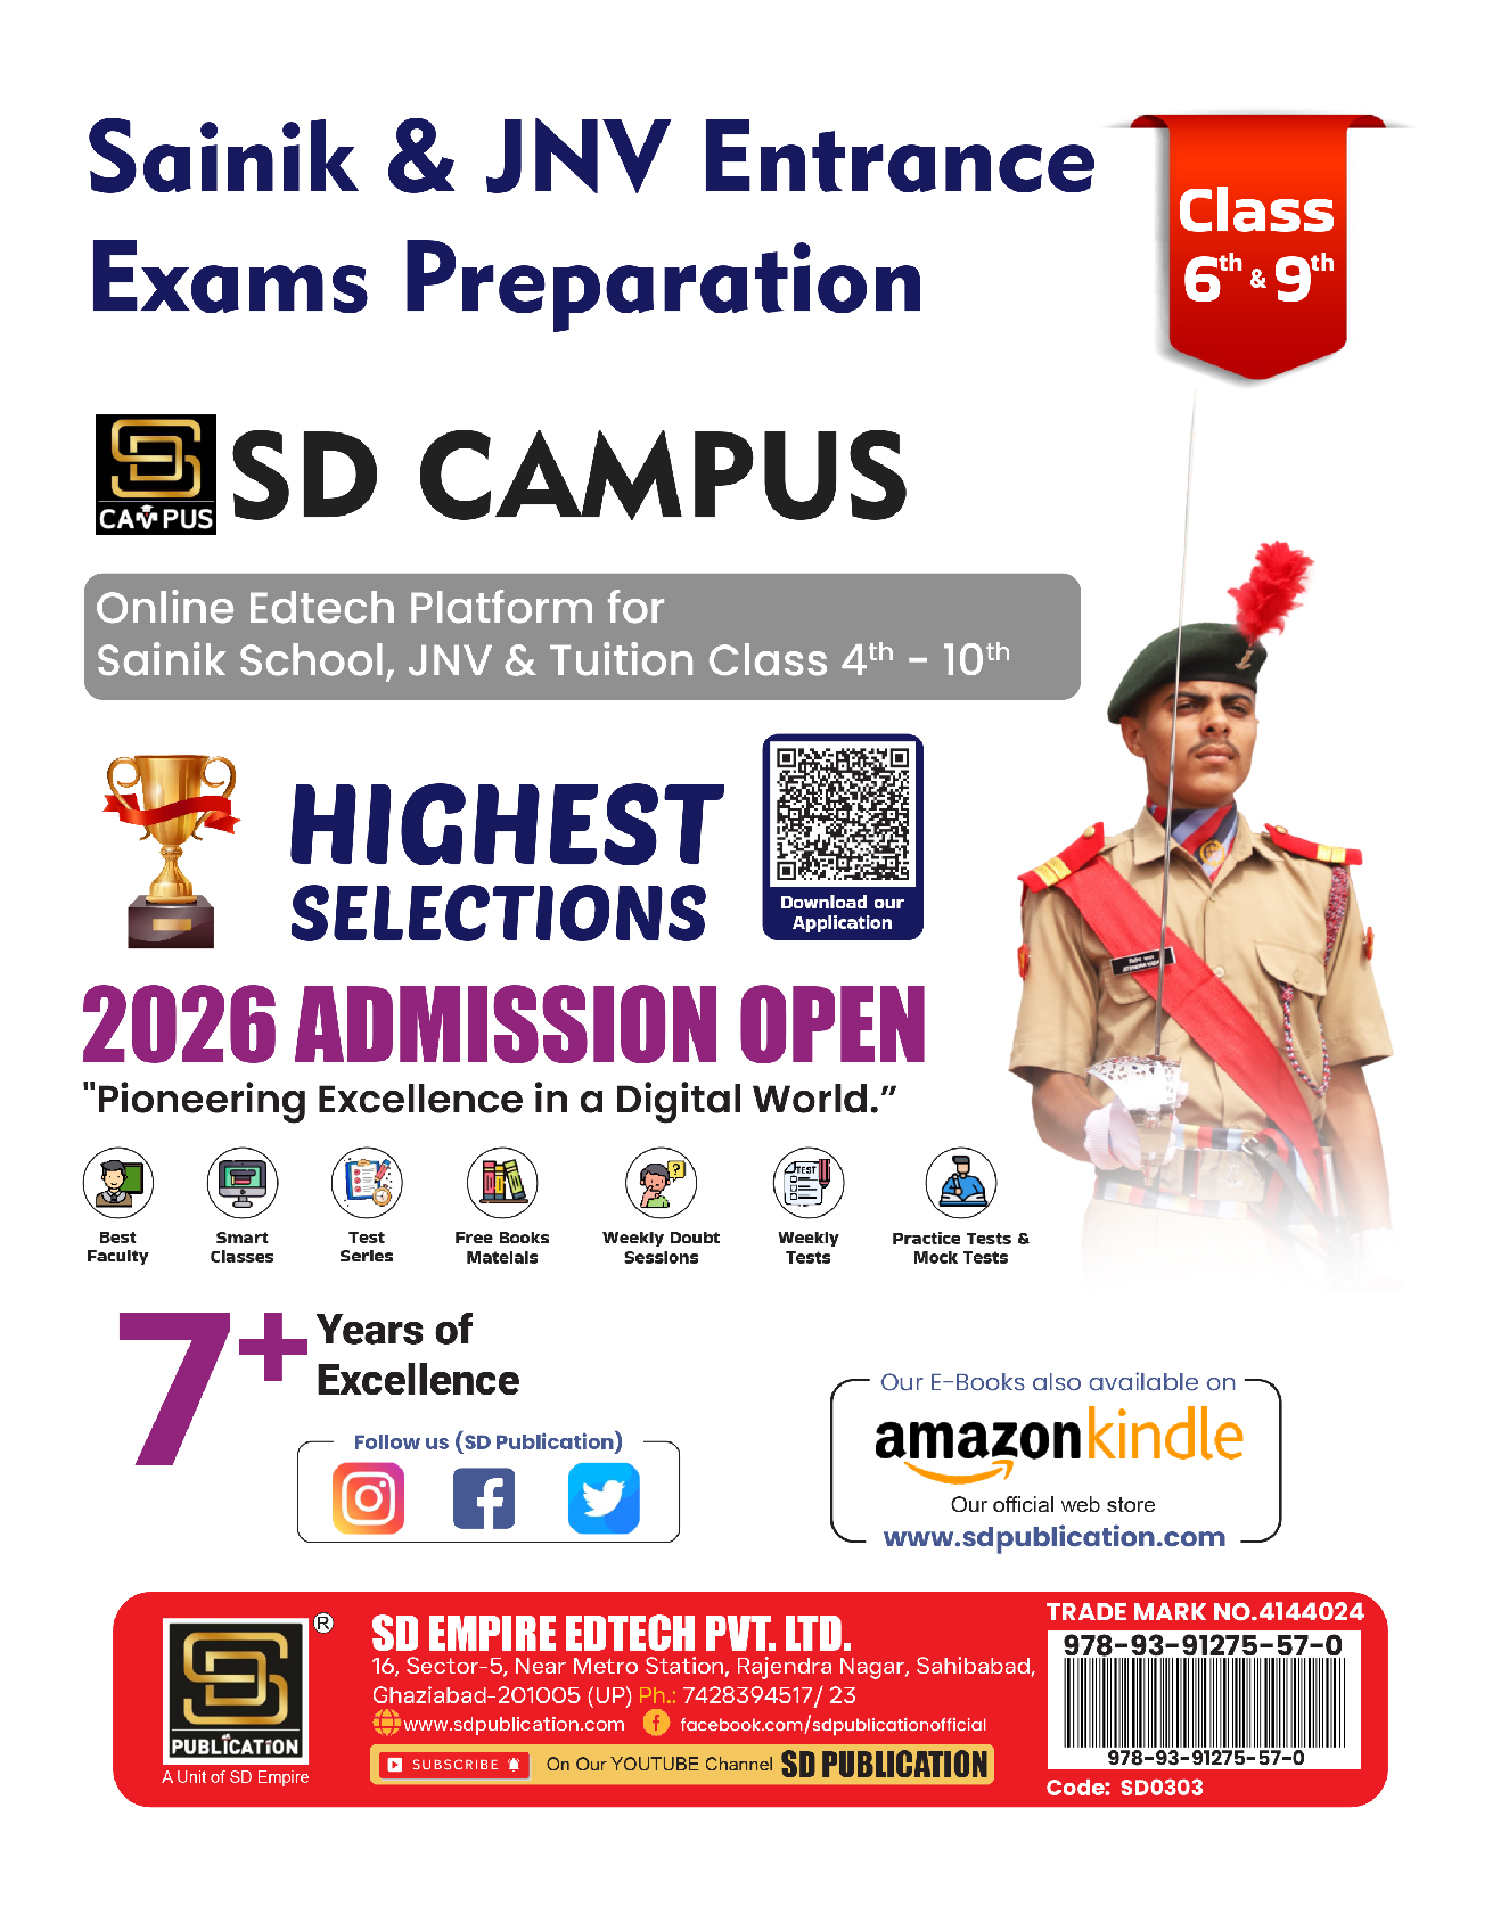 Sainik & JNV Entrance
Exams Preparation
Class
6th & 9th
SD CAMPUS
CAMPUS
Online Edtech Platform for
Sainik School, JNV & Tuition Class 4th - 10th
HIGHEST
SELECTIONS
Download our
Application
2026 ADMISSION OPEN
"Pioneering Excellence in a Digital World.”
TEST
Best
Faculty
Smart
Classes
Test
Series
Free Books
Mateials
Weekly Doubt
Sessions
Weekly
Tests
Practice Tests &
Mock Tests
7+ Years of
Excellence
Follow us (SD Publication)
Our E-Books also available on
amazonkindle
Our official web store
www.sdpublication.com
PUBLiCATiON
®
A Unit of SD Empire
SD EMPIRE EDTECH PVT. LTD.
16, Sector-5, Near Metro Station, Rajendra Nagar, Sahibabad,
Ghaziabad-201005 (UP) Ph.: 7428394517/ 23
www.sdpublication.com facebook.com/sdpublicationofficial
SUBSCRIBE On Our YOUTUBE Channel SD PUBLICATION
TRADE MARK NO.4144024
978-93-91275-57-0
978-93-91275-57-0
Code: SD0303